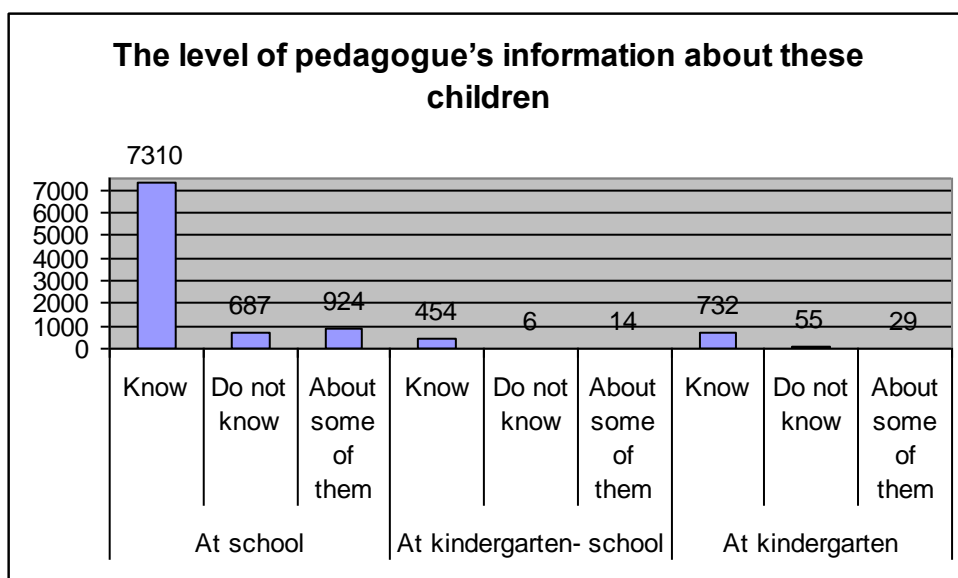 The level of pedagogue's information about these
children
7310
7000
6000
5000
4000
3000
2000
1000
0
687
924
454
6
14
732
55
29
Know
Do not
know
About
some
of
them
Know
Do not
know
About
some
of
them
Know
Do not
know
About
some
of
them
At school
At kindergarten- school
At kindergarten